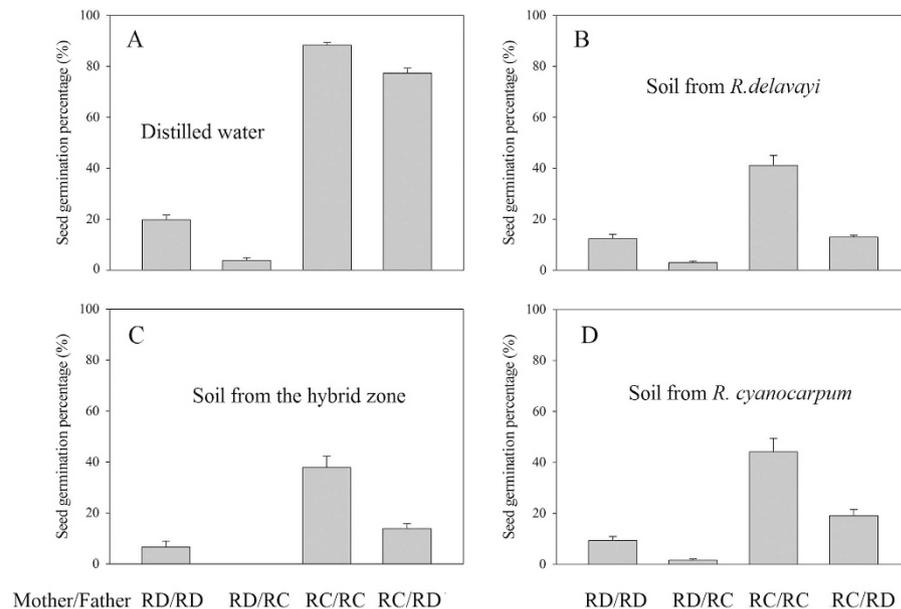 A
Distilled water
Seed germination percentage (%)
100
80
60
40
20
0
B
Soil from R.delavayi
Seed germination percentage (%)
100
80
60
40
20
0
C
Soil from the hybrid zone
Seed germination percentage (%)
100
80
60
40
20
0
D
Soil from R. cyanocarpum
Seed germination percentage (%)
100
80
60
40
20
0
Mother/Father RD/RD RD/RC RC/RC RC/RD
RD/RD RD/RC RC/RC RC/RD